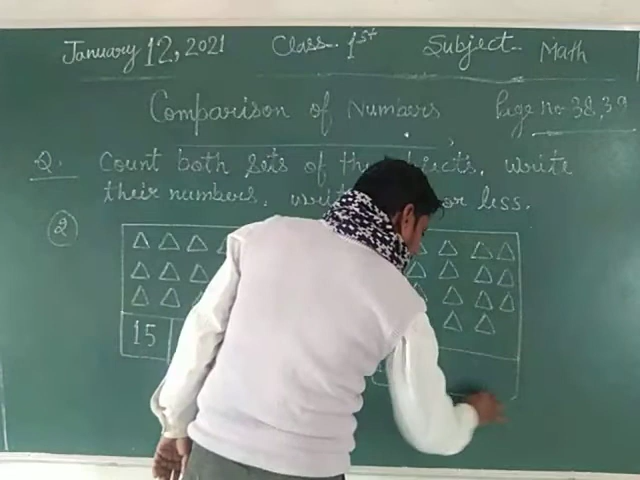 January 12, 2021 Class- 1st Subject- Math
Comparison of Numbers Page no-38,39
Q. Count both sets of the objects, write
their numbers, or less.
2
15